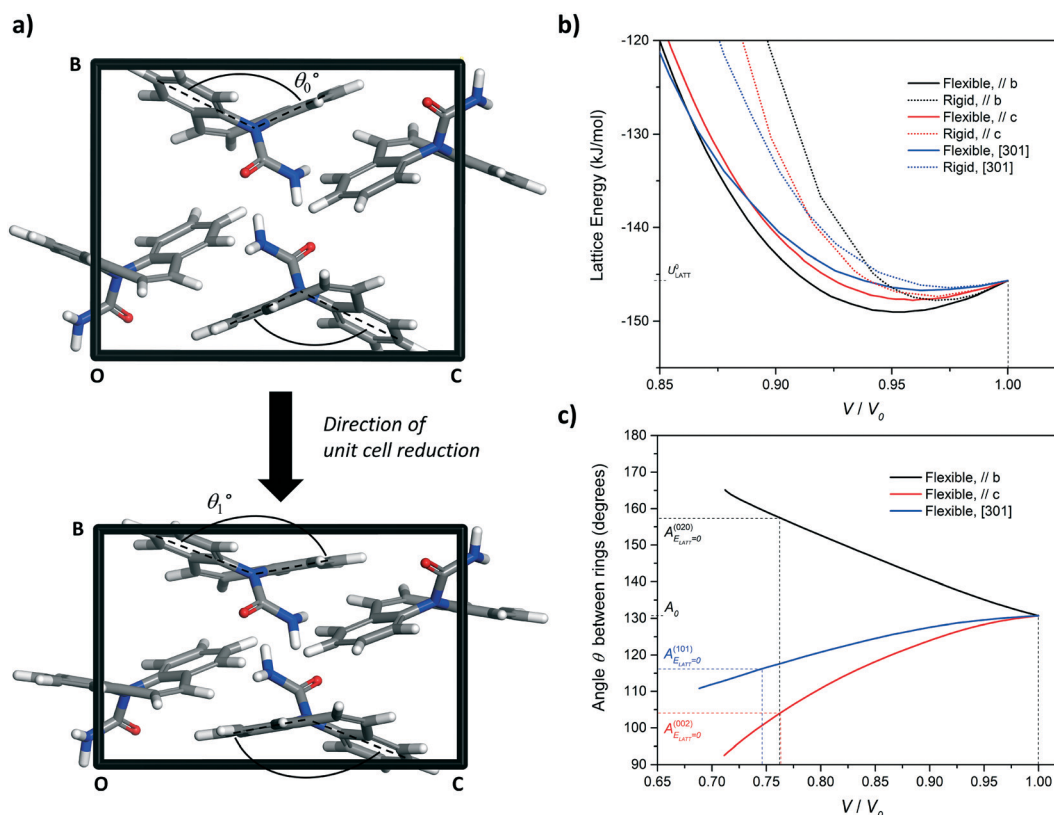 a)
B
θ₀°
O
C
Direction of
unit cell reduction
B
θ₁°
O
C
b)
Lattice Energy (kJ/mol)
-120
-130
-140
-150
U⁰LATT
Flexible, // b
Rigid, // b
Flexible, // c
Rigid, // c
Flexible, [301]
Rigid, [301]
0.85
0.90
0.95
1.00
V / V₀
c)
Angle θ between rings (degrees)
180
170
160
150
140
130
120
110
100
90
A(020)ELATT=0
A₀
A(101)ELATT=0
A(002)ELATT=0
Flexible, // b
Flexible, // c
Flexible, [301]
0.65
0.70
0.75
0.80
0.85
0.90
0.95
1.00
V / V₀